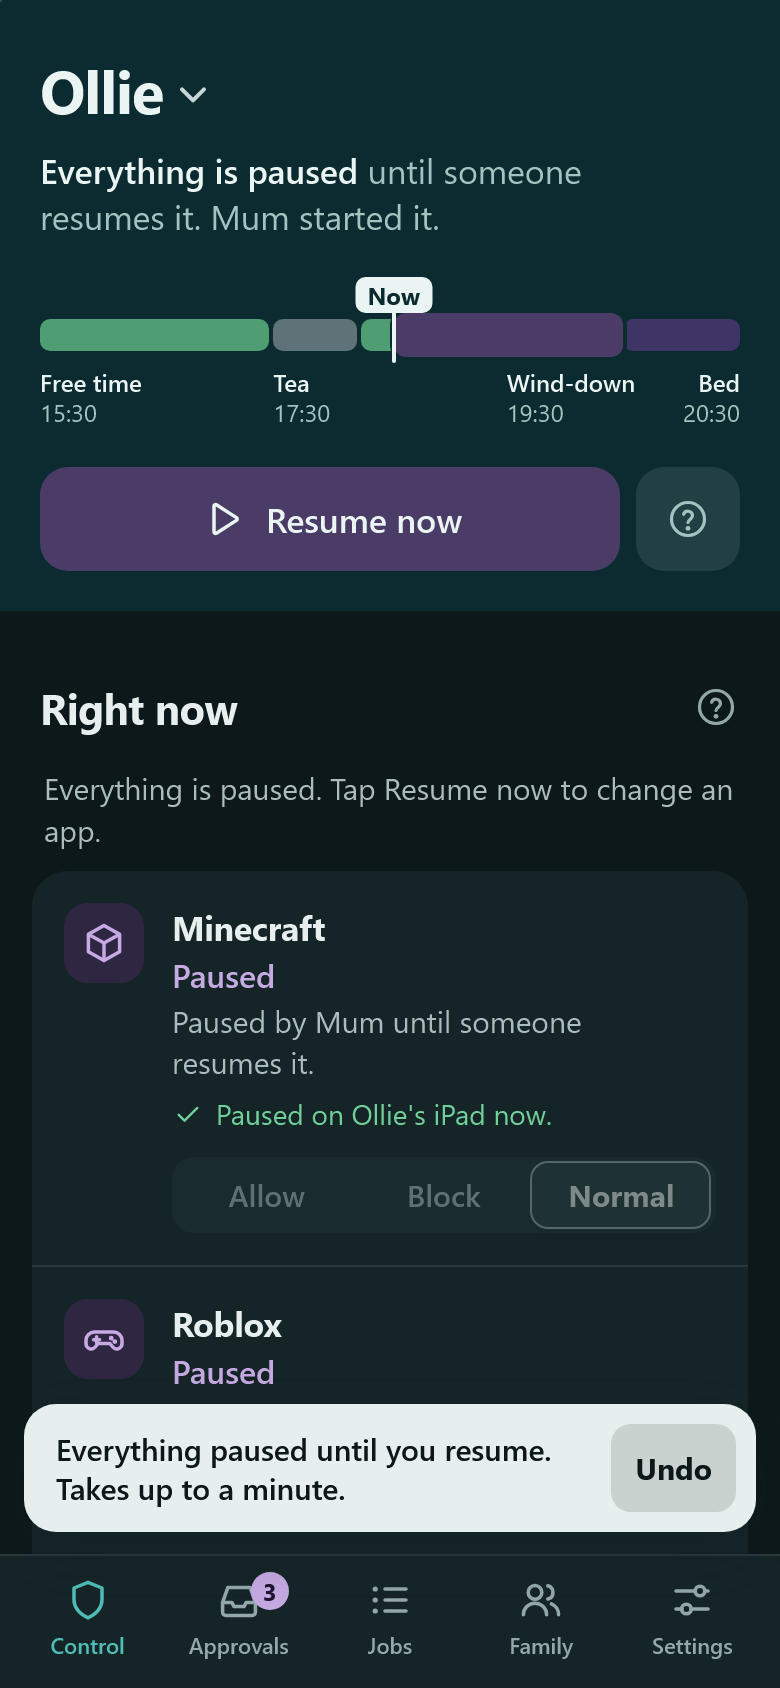 Ollie
Everything is paused until someone
resumes it. Mum started it.
Now
Free time
15:30
Tea
17:30
Wind-down
19:30
Bed
20:30
Resume now
Right now
Everything is paused. Tap Resume now to change an
app.
Minecraft
Paused
Paused by Mum until someone
resumes it.
Paused on Ollie's iPad now.
Allow
Block
Normal
Roblox
Paused
Everything paused until you resume.
Takes up to a minute.
Undo
3
Control
Approvals
Jobs
Family
Settings